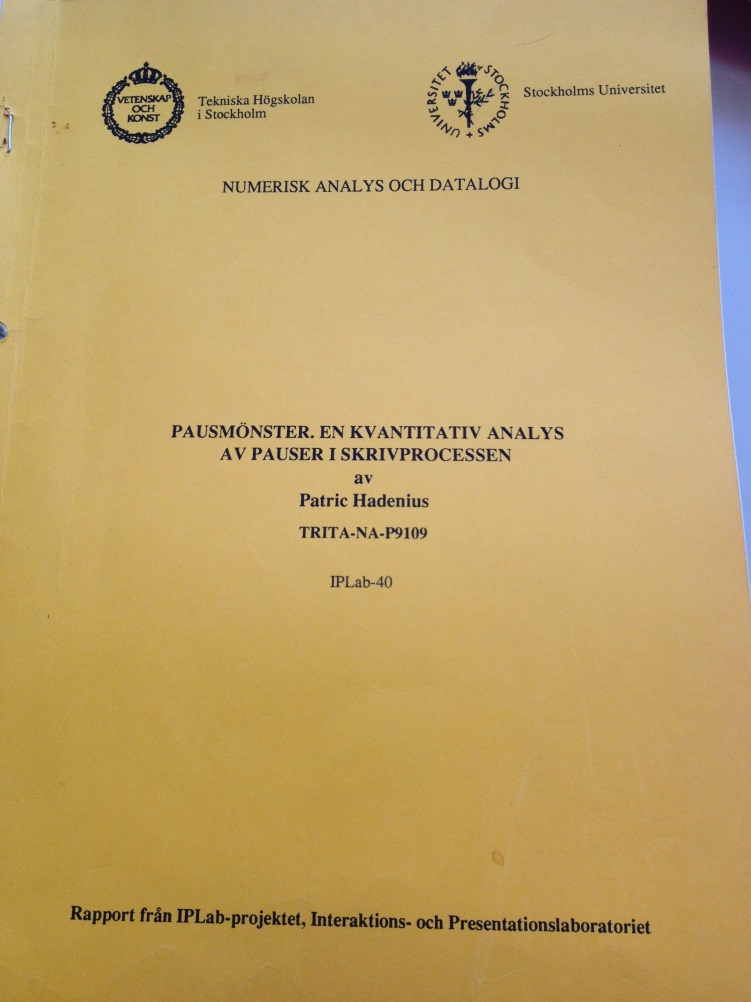 VETENSKAP
OCH
KONST
Tekniska Högskolan
i Stockholm
STOCKHOLMS UNIVERSITET
Stockholms Universitet
NUMERISK ANALYS OCH DATALOGI
PAUSMÖNSTER. EN KVANTITATIV ANALYS
AV PAUSER I SKRIVPROCESSEN
av
Patric Hadenius
TRITA-NA-P9109
IPLab-40
Rapport från IPLab-projektet, Interaktions- och Presentationslaboratoriet